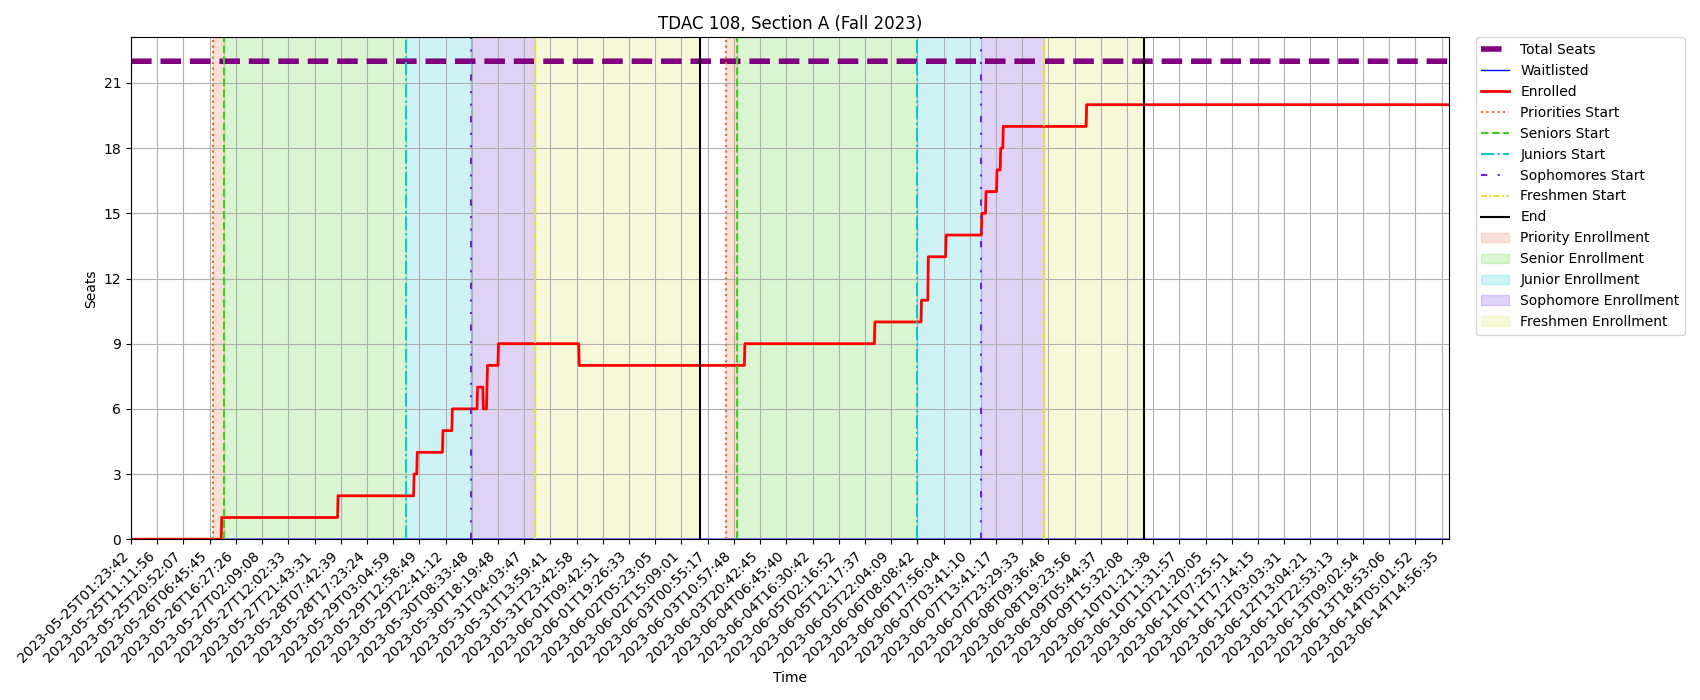 TDAC 108, Section A (Fall 2023)
Seats
21
18
15
12
9
6
3
0
2023-05-25T01:23:42
2023-05-25T11:11:56
2023-05-25T20:52:07
2023-05-26T06:45:45
2023-05-26T16:27:26
2023-05-27T02:09:08
2023-05-27T12:02:33
2023-05-27T21:43:31
2023-05-28T07:42:39
2023-05-28T17:23:24
2023-05-29T03:04:59
2023-05-29T12:58:49
2023-05-29T22:41:12
2023-05-30T08:33:48
2023-05-30T18:19:48
2023-05-31T04:03:47
2023-05-31T13:59:41
2023-05-31T23:42:58
2023-06-01T09:42:51
2023-06-01T19:26:33
2023-06-02T05:23:05
2023-06-02T15:09:01
2023-06-03T00:55:17
2023-06-03T10:57:48
2023-06-03T20:42:45
2023-06-04T06:45:40
2023-06-04T16:30:42
2023-06-05T02:16:52
2023-06-05T12:17:37
2023-06-05T22:04:09
2023-06-06T08:08:42
2023-06-06T17:56:04
2023-06-07T03:41:10
2023-06-07T13:41:17
2023-06-07T23:29:33
2023-06-08T09:36:46
2023-06-08T19:23:56
2023-06-09T05:44:37
2023-06-09T15:32:08
2023-06-10T01:21:38
2023-06-10T11:31:57
2023-06-10T21:20:05
2023-06-11T07:25:51
2023-06-11T17:14:15
2023-06-12T03:03:31
2023-06-12T13:04:21
2023-06-12T22:53:13
2023-06-13T09:02:54
2023-06-13T18:53:06
2023-06-14T05:01:52
2023-06-14T14:56:35
Time
Total Seats
Waitlisted
Enrolled
Priorities Start
Seniors Start
Juniors Start
Sophomores Start
Freshmen Start
End
Priority Enrollment
Senior Enrollment
Junior Enrollment
Sophomore Enrollment
Freshmen Enrollment